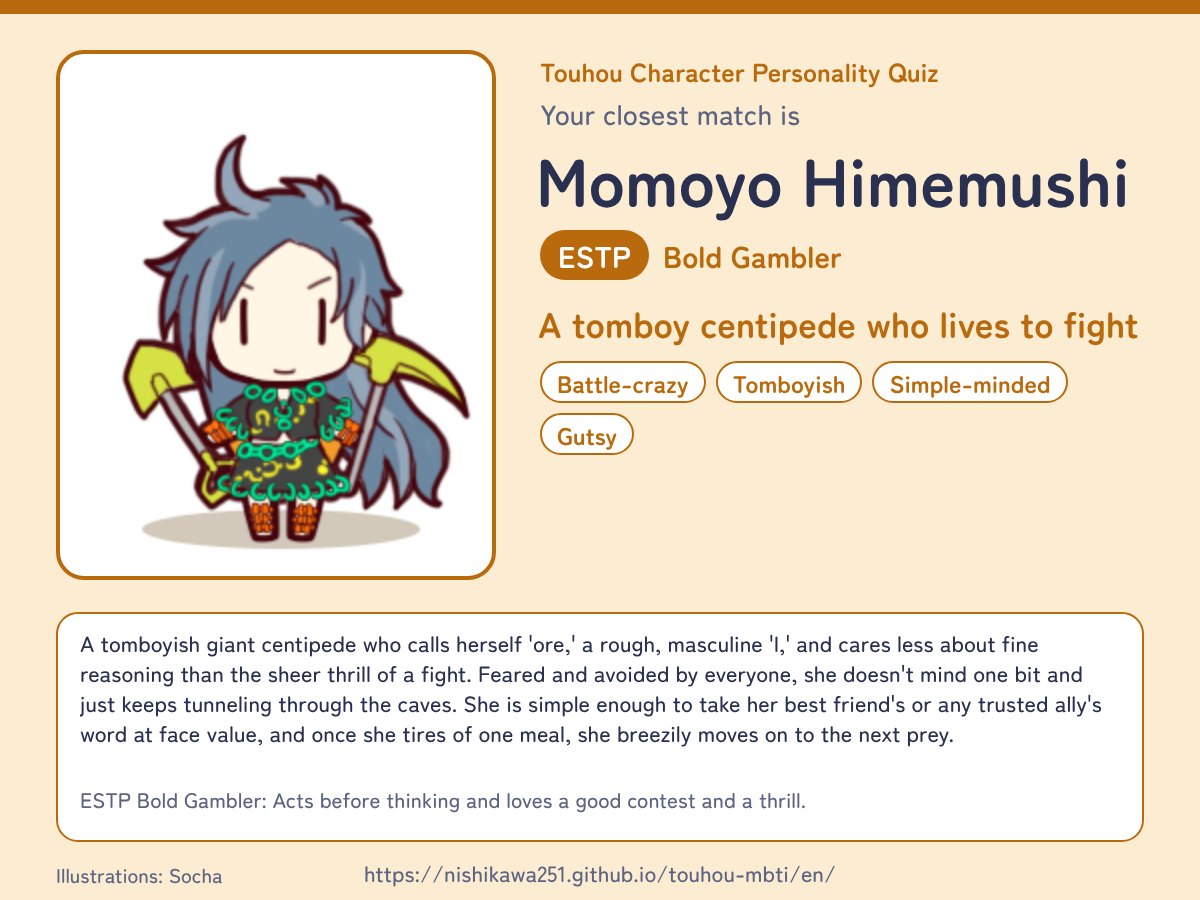 Touhou Character Personality Quiz
Your closest match is
Momoyo Himemushi
ESTP Bold Gambler
A tomboy centipede who lives to fight
Battle-crazy Tomboyish Simple-minded
Gutsy
A tomboyish giant centipede who calls herself 'ore,' a rough, masculine 'I,' and cares less about fine
reasoning than the sheer thrill of a fight. Feared and avoided by everyone, she doesn't mind one bit and
just keeps tunneling through the caves. She is simple enough to take her best friend's or any trusted ally's
word at face value, and once she tires of one meal, she breezily moves on to the next prey.
ESTP Bold Gambler: Acts before thinking and loves a good contest and a thrill.
Illustrations: Socha https://nishikawa251.github.io/touhou-mbti/en/